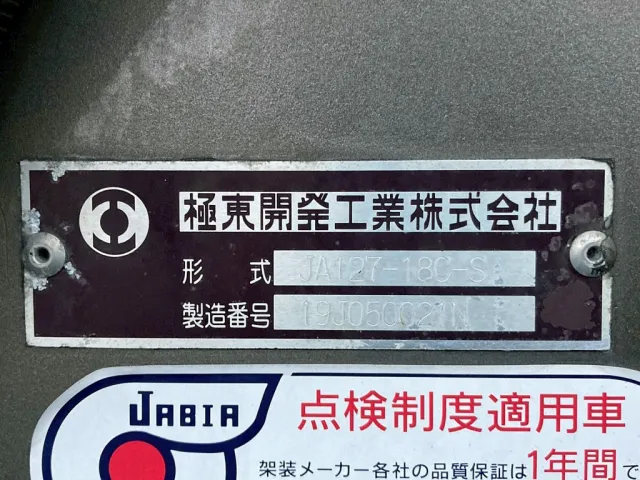 極東開発工業株式会社
形式 JA127-18C-S
製造番号 19J050021N
JABIA
点検制度適用車
架装メーカー各社の品質保証は1年間で